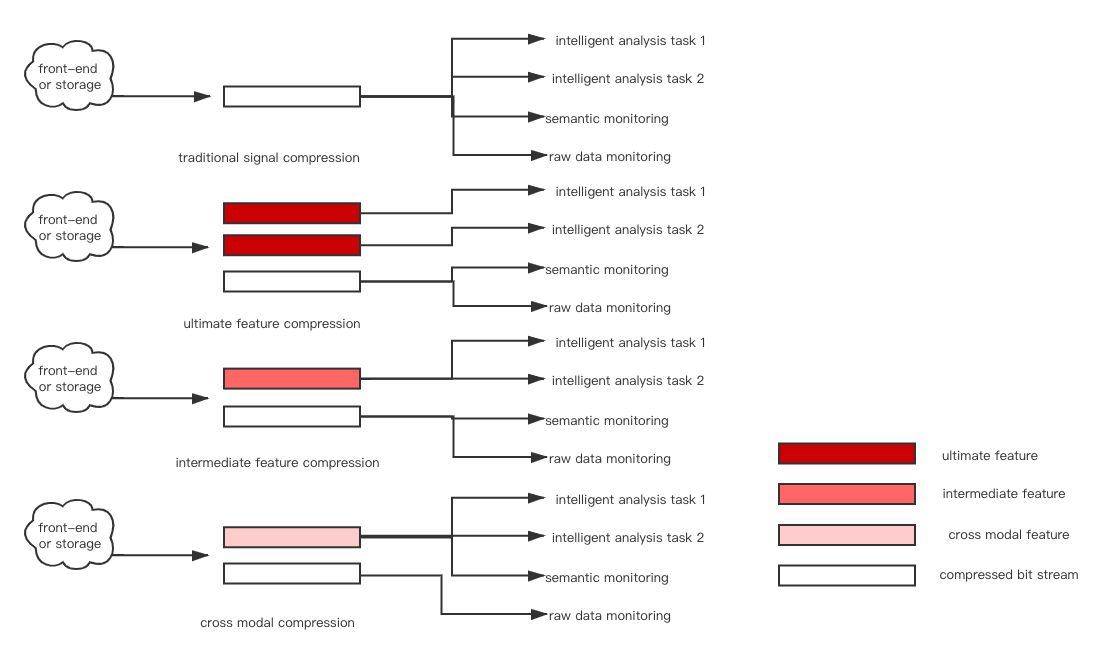 front-end
or storage
intelligent analysis task 1
intelligent analysis task 2
semantic monitoring
raw data monitoring
traditional signal compression
front-end
or storage
intelligent analysis task 1
intelligent analysis task 2
semantic monitoring
raw data monitoring
ultimate feature compression
front-end
or storage
intelligent analysis task 1
intelligent analysis task 2
semantic monitoring
raw data monitoring
intermediate feature compression
front-end
or storage
intelligent analysis task 1
intelligent analysis task 2
semantic monitoring
raw data monitoring
cross modal compression
ultimate feature
intermediate feature
cross modal feature
compressed bit stream